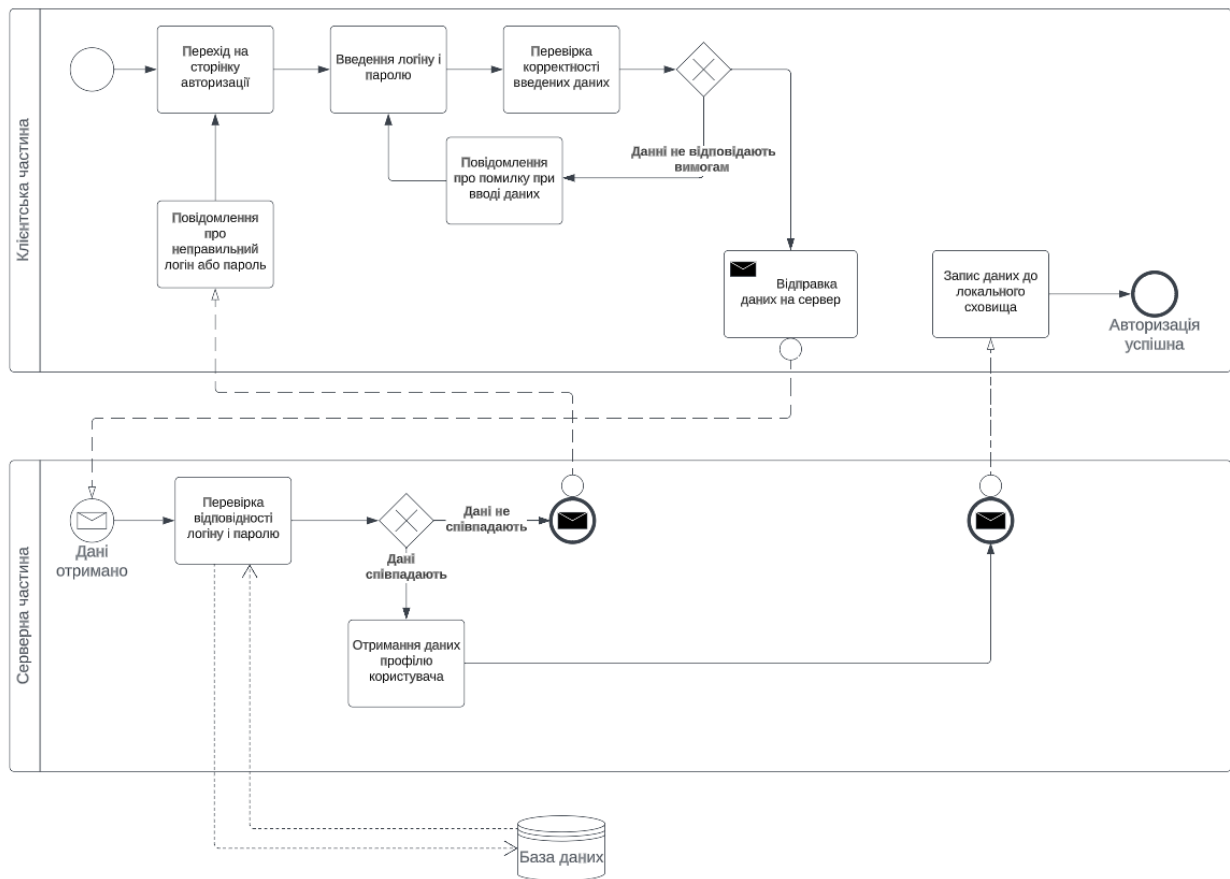 Клієнтська частина
Перехід на
сторінку
авторизації
Введення логіну і
паролю
Перевірка
корректності
введених даних
Данні не відповідають
вимогам
Повідомлення
про помилку при
вводі даних
Повідомлення
про
неправильний
логін або пароль
Відправка
даних на сервер
Запис даних до
локального
сховища
Авторизація
успішна
Серверна частина
Дані
отримано
Перевірка
відповідності
логіну і паролю
Дані не
співпадають
Дані
співпадають
Отримання даних
профілю
користувача
База даних